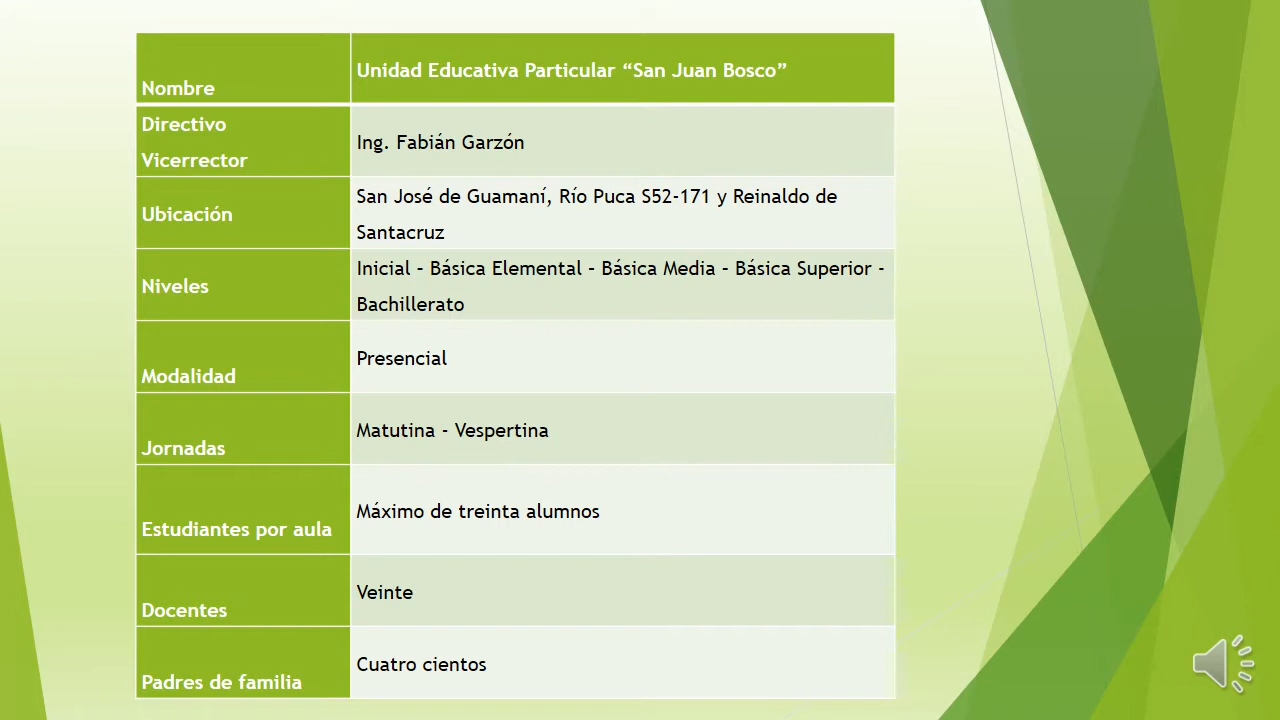 Nombre
Unidad Educativa Particular “San Juan Bosco”
Directivo
Vicerrector
Ing. Fabián Garzón
Ubicación
San José de Guamaní, Río Puca S52-171 y Reinaldo de
Santacruz
Niveles
Inicial - Básica Elemental - Básica Media - Básica Superior -
Bachillerato
Modalidad
Presencial
Jornadas
Matutina - Vespertina
Estudiantes por aula
Máximo de treinta alumnos
Docentes
Veinte
Padres de familia
Cuatro cientos